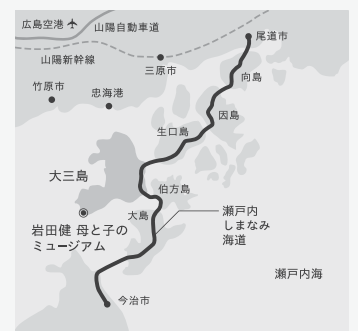 広島空港
山陽自動車道
尾道市
山陽新幹線
三原市
向島
竹原市
忠海港
因島
生口島
大三島
伯方島
大島
瀬戸内
しまなみ
海道
岩田健 母と子の
ミュージアム
瀬戸内海
今治市